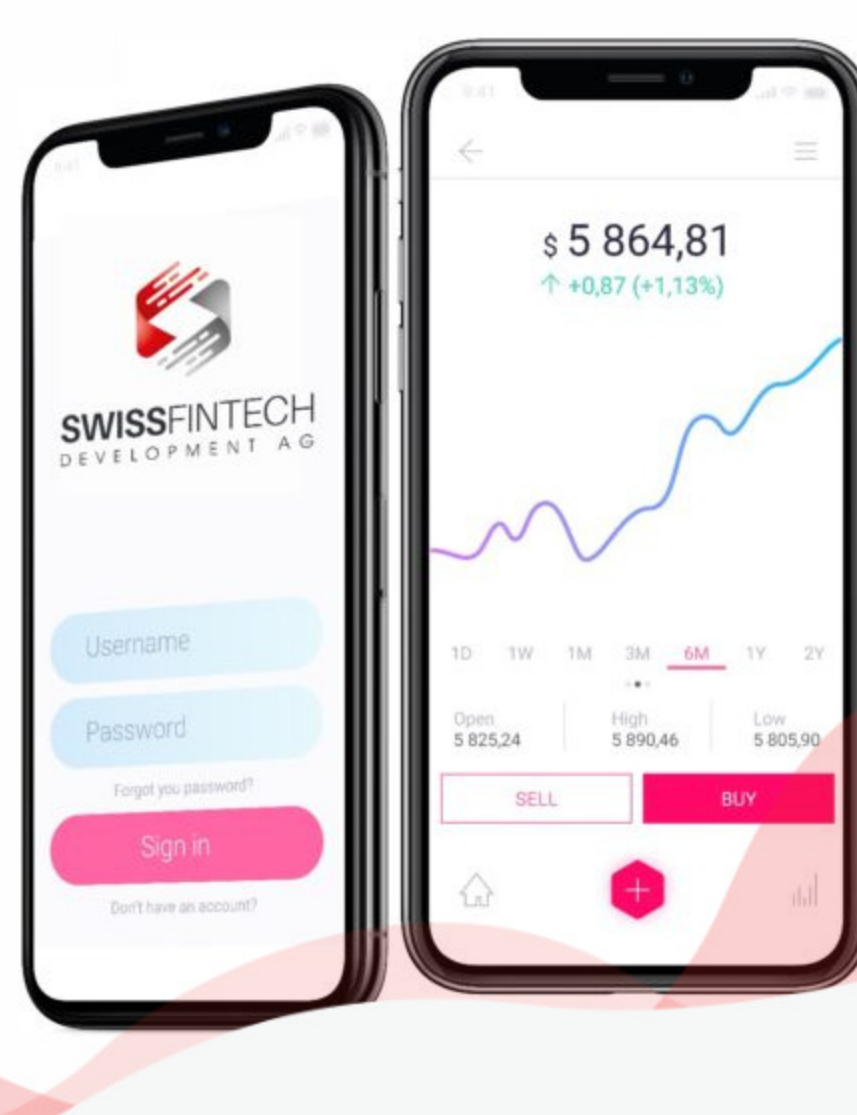 9:41
SWISSFINTECH
DEVELOPMENT AG
Username
Password
Forgot you password?
Sign in
Don't have an account?
9:41
$ 5 864,81
+0,87 (+1,13%)
1D 1W 1M 3M 6M 1Y 2Y
Open High Low
5 825,24 5 890,46 5 805,90
SELL BUY